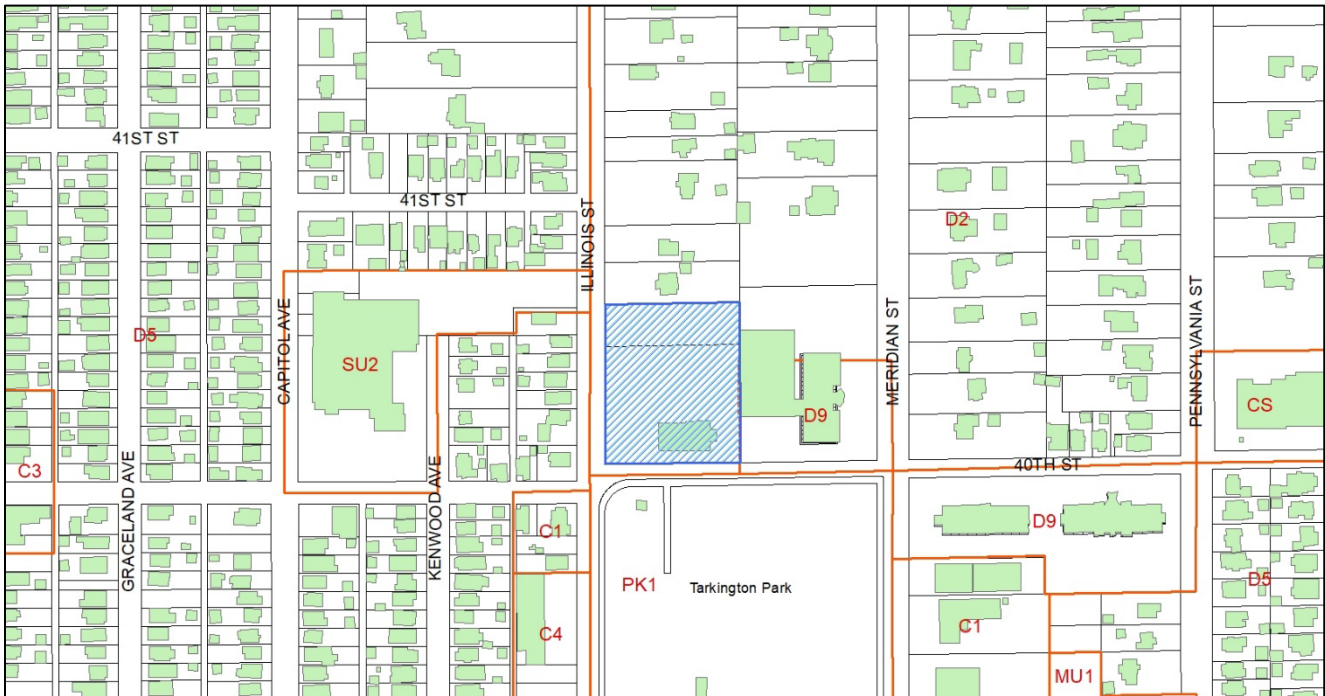 41ST ST
41ST ST
ILLINOIS ST
D2
CAPITOL AVE
D5
SU2
MERIDIAN ST
PENNSYLVANIA ST
CS
D9
C3
40TH ST
GRACELAND AVE
KENWOOD AVE
C1
D9
PK1
Tarkington Park
D5
C4
C1
MU1